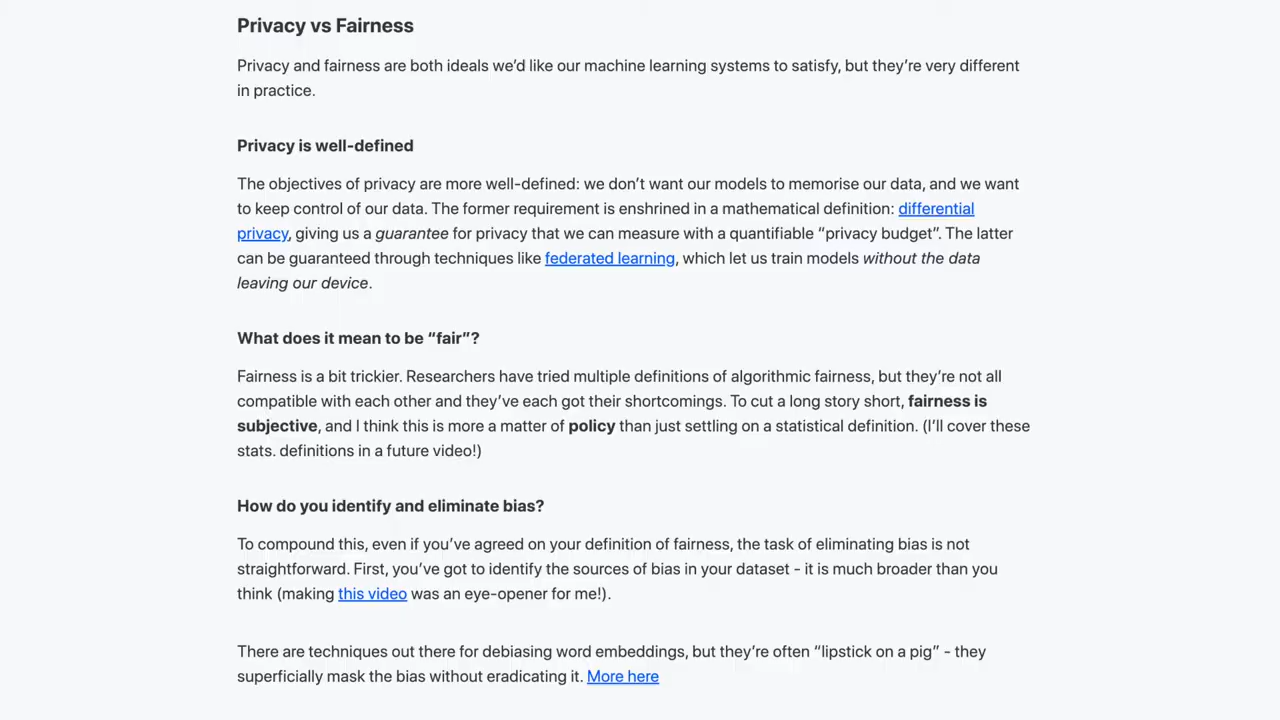 Privacy vs Fairness
Privacy and fairness are both ideals we’d like our machine learning systems to satisfy, but they’re very different
in practice.
Privacy is well-defined
The objectives of privacy are more well-defined: we don’t want our models to memorise our data, and we want
to keep control of our data. The former requirement is enshrined in a mathematical definition: differential
privacy, giving us a guarantee for privacy that we can measure with a quantifiable “privacy budget”. The latter
can be guaranteed through techniques like federated learning, which let us train models without the data
leaving our device.
What does it mean to be “fair”?
Fairness is a bit trickier. Researchers have tried multiple definitions of algorithmic fairness, but they’re not all
compatible with each other and they’ve each got their shortcomings. To cut a long story short, fairness is
subjective, and I think this is more a matter of policy than just settling on a statistical definition. (I’ll cover these
stats. definitions in a future video!)
How do you identify and eliminate bias?
To compound this, even if you’ve agreed on your definition of fairness, the task of eliminating bias is not
straightforward. First, you’ve got to identify the sources of bias in your dataset - it is much broader than you
think (making this video was an eye-opener for me!).
There are techniques out there for debiasing word embeddings, but they’re often “lipstick on a pig” - they
superficially mask the bias without eradicating it. More here